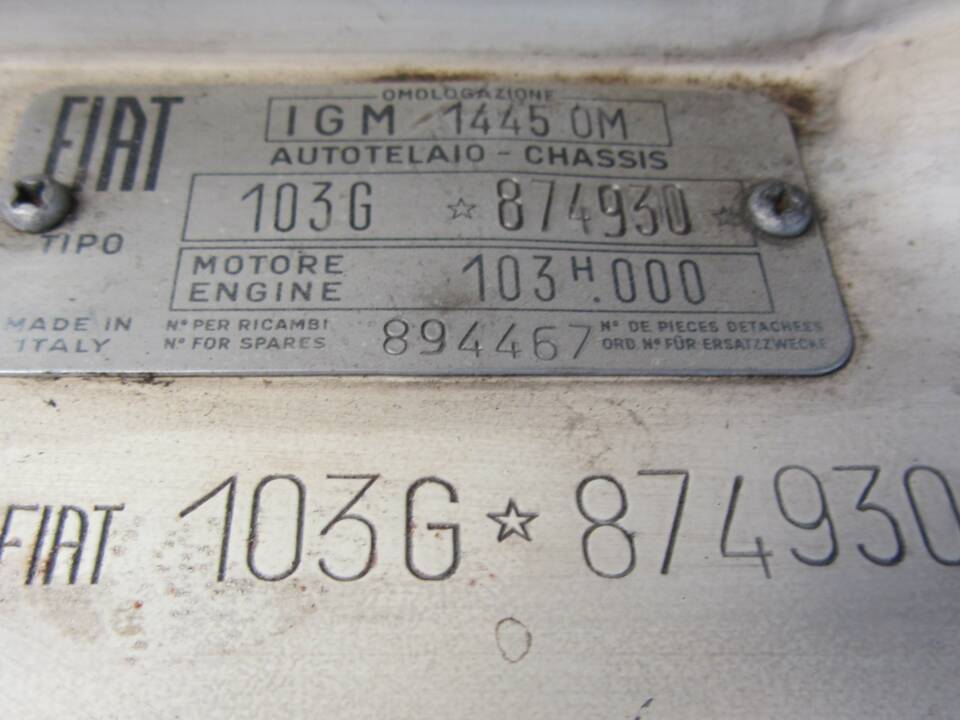 FIAT
OMOLOGAZIONE
IGM 1445 OM
AUTOTELAIO - CHASSIS
TIPO
103G ☆ 874930 ☆
MOTORE
ENGINE
103H.000
MADE IN
ITALY
Nº PER RICAMBI
Nº FOR SPARES
894467
Nº DE PIECES DETACHEES
ORD. Nº FÜR ERSATZZWECKE
FIAT 103G☆874930
0